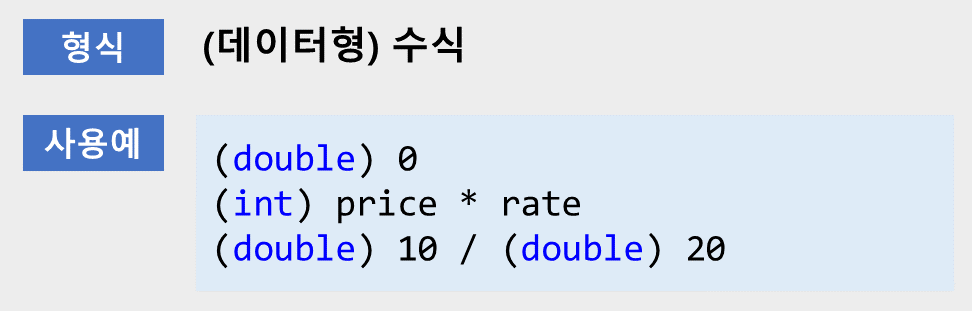 형식 (데이터형) 수식
사용예
(double) 0
(int) price * rate
(double) 10 / (double) 20